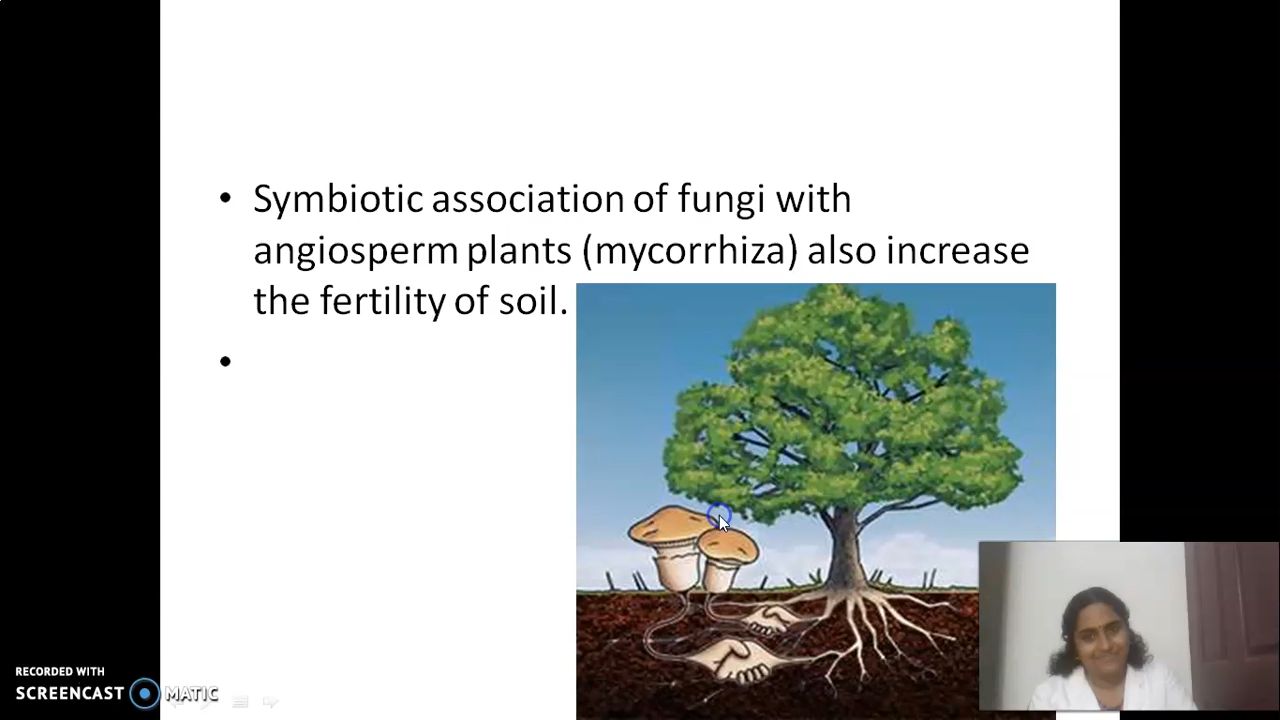 • Symbiotic association of fungi with
angiosperm plants (mycorrhiza) also increase
the fertility of soil.
•
RECORDED WITH
SCREENCAST MATIC